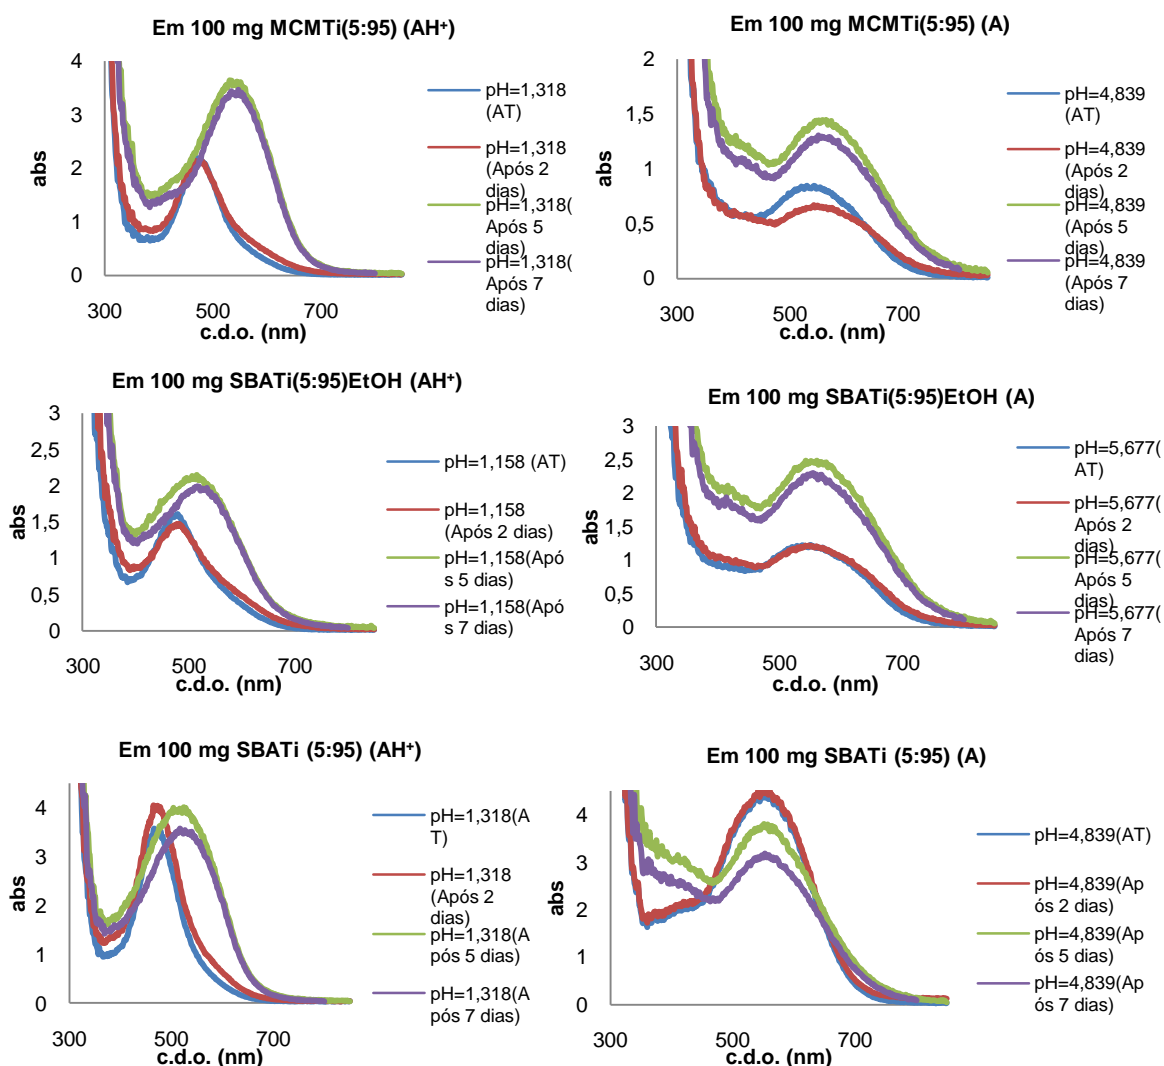 Em 100 mg MCMTi(5:95) (AH⁺)
4
3
2
1
0
abs
300
500
700
c.d.o. (nm)
pH=1,318
(AT)
pH=1,318
(Após 2
dias)
pH=1,318(
Após 5
dias)
pH=1,318(
Após 7
dias)
Em 100 mg MCMTi(5:95) (A)
2
1,5
1
0,5
0
abs
300
500
700
c.d.o. (nm)
pH=4,839
(AT)
pH=4,839
(Após 2
dias)
pH=4,839
(Após 5
dias)
pH=4,839
(Após 7
dias)
Em 100 mg SBATi(5:95)EtOH (AH⁺)
3
2,5
2
1,5
1
0,5
0
abs
300
500
700
c.d.o. (nm)
pH=1,158 (AT)
pH=1,158
(Após 2 dias)
pH=1,158(Apó
s 5 dias)
pH=1,158(Apó
s 7 dias)
Em 100 mg SBATi(5:95)EtOH (A)
3
2,5
2
1,5
1
0,5
0
abs
300
500
700
c.d.o. (nm)
pH=5,677(
AT)
pH=5,677(
Após 2
dias)
pH=5,677(
Após 5
dias)
pH=5,677(
Após 7
dias)
Em 100 mg SBATi (5:95) (AH⁺)
4
3
2
1
0
abs
300
500
700
c.d.o. (nm)
pH=1,318(A
T)
pH=1,318
(Após 2
dias)
pH=1,318(A
pós 5 dias)
pH=1,318(A
pós 7 dias)
Em 100 mg SBATi (5:95) (A)
4
3
2
1
0
abs
300
500
700
c.d.o. (nm)
pH=4,839(AT)
pH=4,839(Ap
ós 2 dias)
pH=4,839(Ap
ós 5 dias)
pH=4,839(Ap
ós 7 dias)